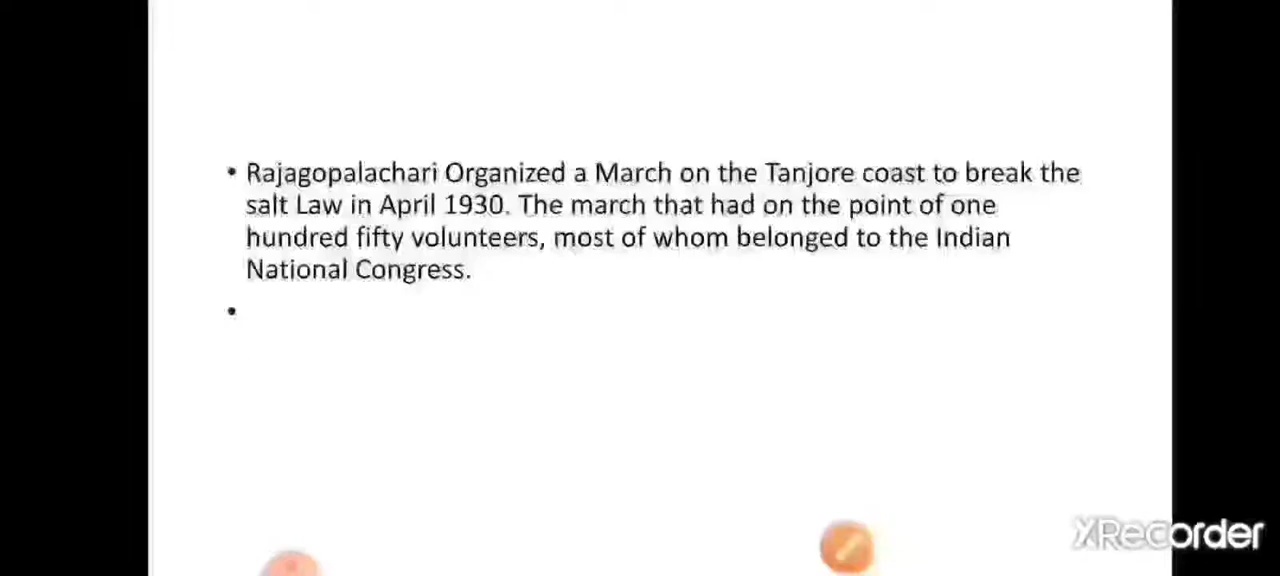 • Rajagopalachari Organized a March on the Tanjore coast to break the
salt Law in April 1930. The march that had on the point of one
hundred fifty volunteers, most of whom belonged to the Indian
National Congress.
•
XRecorder